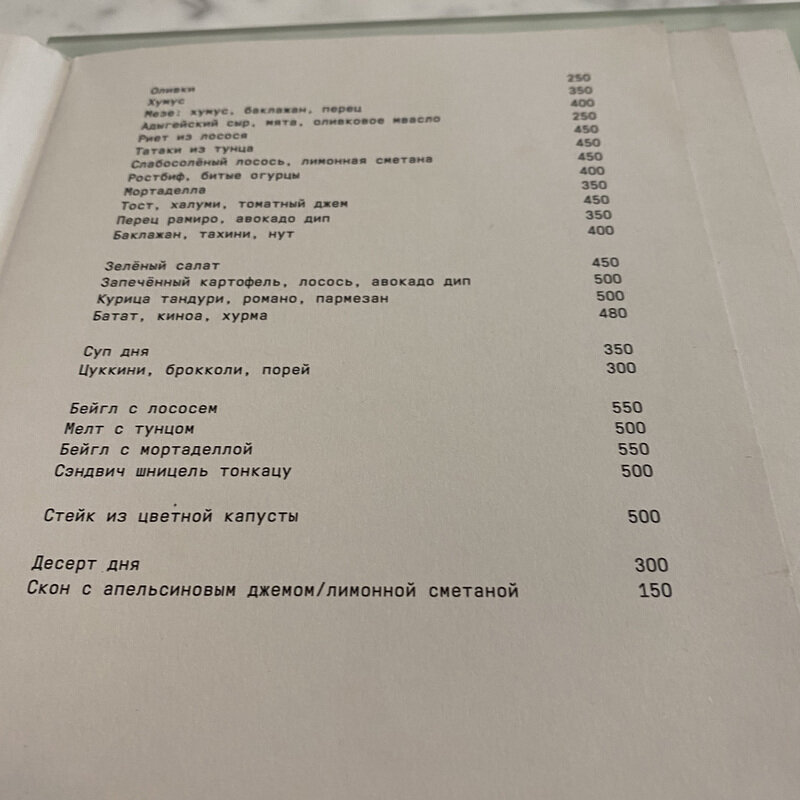 Оливки 250
Хумус 350
Мезе: хумус, баклажан, перец 400
Адыгейский сыр, мята, оливковое мвасло 250
Риет из лосося 450
Татаки из тунца 450
Слабосолёный лосось, лимонная сметана 450
Ростбиф, битые огурцы 400
Мортаделла 350
Тост, халуми, томатный джем 450
Перец рамиро, авокадо дип 350
Баклажан, тахини, нут 400
Зелёный салат 450
Запечённый картофель, лосось, авокадо дип 500
Курица тандури, романо, пармезан 500
Батат, киноа, хурма 480
Суп дня 350
Цуккини, брокколи, порей 300
Бейгл с лососем 550
Мелт с тунцом 500
Бейгл с мортаделлой 550
Сэндвич шницель тонкацу 500
Стейк из цветной капусты 500
Десерт дня 300
Скон с апельсиновым джемом/лимонной сметаной 150